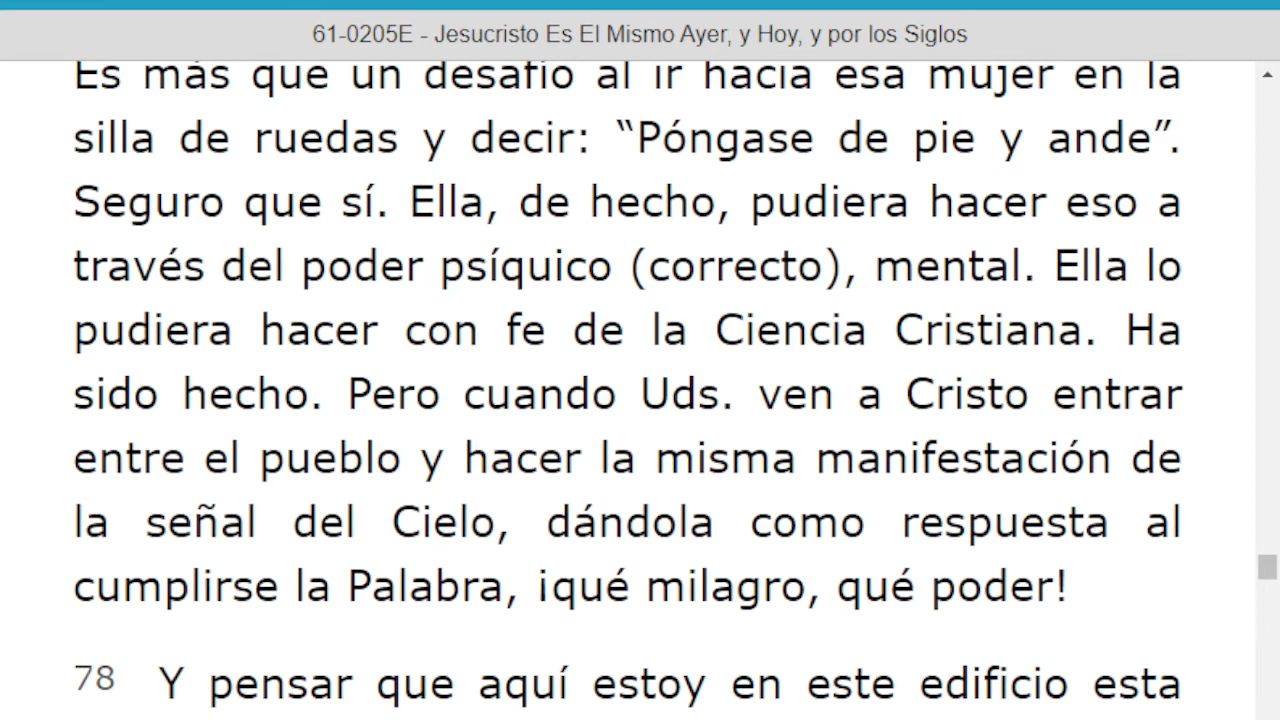 61-0205E - Jesucristo Es El Mismo Ayer, y Hoy, y por los Siglos
Es más que un desafío al ir hacia esa mujer en la
silla de ruedas y decir: “Póngase de pie y ande”.
Seguro que sí. Ella, de hecho, pudiera hacer eso a
través del poder psíquico (correcto), mental. Ella lo
pudiera hacer con fe de la Ciencia Cristiana. Ha
sido hecho. Pero cuando Uds. ven a Cristo entrar
entre el pueblo y hacer la misma manifestación de
la señal del Cielo, dándola como respuesta al
cumplirse la Palabra, ¡qué milagro, qué poder!
78 Y pensar que aquí estoy en este edificio esta